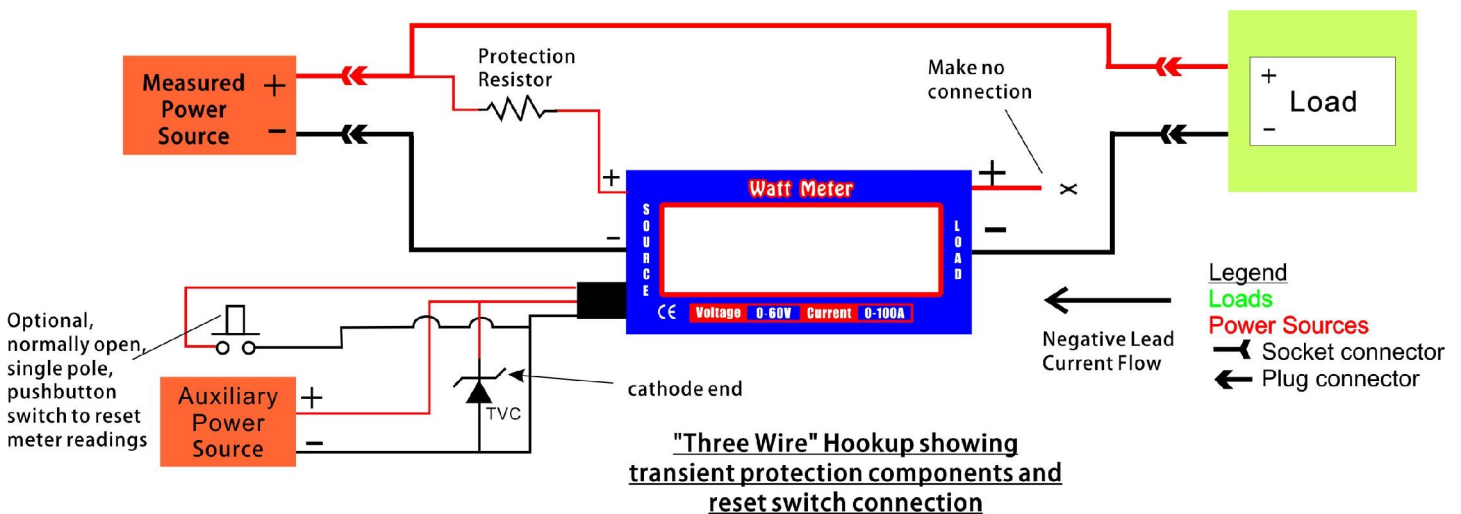 Measured
Power
Source
+
−
Protection
Resistor
Make no
connection
+
−
Load
+
−
Watt Meter
SOURCE
LOAD
+
−
CE Voltage 0-60V Current 0-100A
Optional,
normally open,
single pole,
pushbutton
switch to reset
meter readings
Auxiliary
Power
Source
+
−
TVC
cathode end
Negative Lead
Current Flow
Legend
Loads
Power Sources
Socket connector
Plug connector
"Three Wire" Hookup showing
transient protection components and
reset switch connection